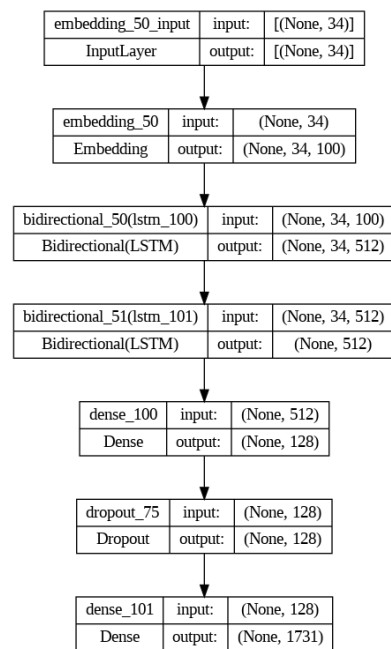 embedding_50_input input: [(None, 34)]
InputLayer output: [(None, 34)]
embedding_50 input: (None, 34)
Embedding output: (None, 34, 100)
bidirectional_50(lstm_100) input: (None, 34, 100)
Bidirectional(LSTM) output: (None, 34, 512)
bidirectional_51(lstm_101) input: (None, 34, 512)
Bidirectional(LSTM) output: (None, 512)
dense_100 input: (None, 512)
Dense output: (None, 128)
dropout_75 input: (None, 128)
Dropout output: (None, 128)
dense_101 input: (None, 128)
Dense output: (None, 1731)